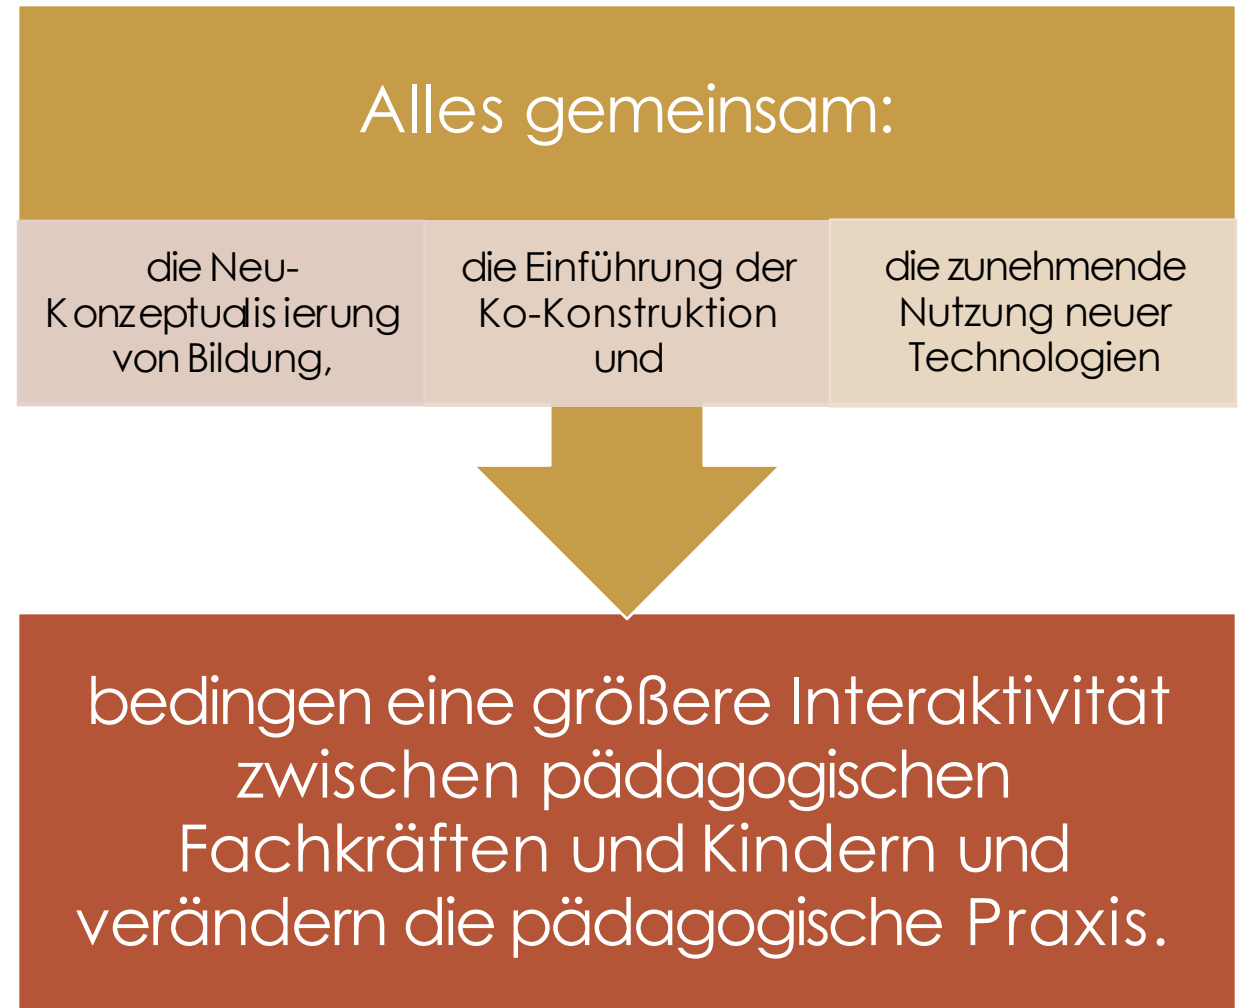 Alles gemeinsam:
die Neu-
Konzeptualisierung
von Bildung,
die Einführung der
Ko-Konstruktion
und
die zunehmende
Nutzung neuer
Technologien
bedingen eine größere Interaktivität
zwischen pädagogischen
Fachkräften und Kindern und
verändern die pädagogische Praxis.